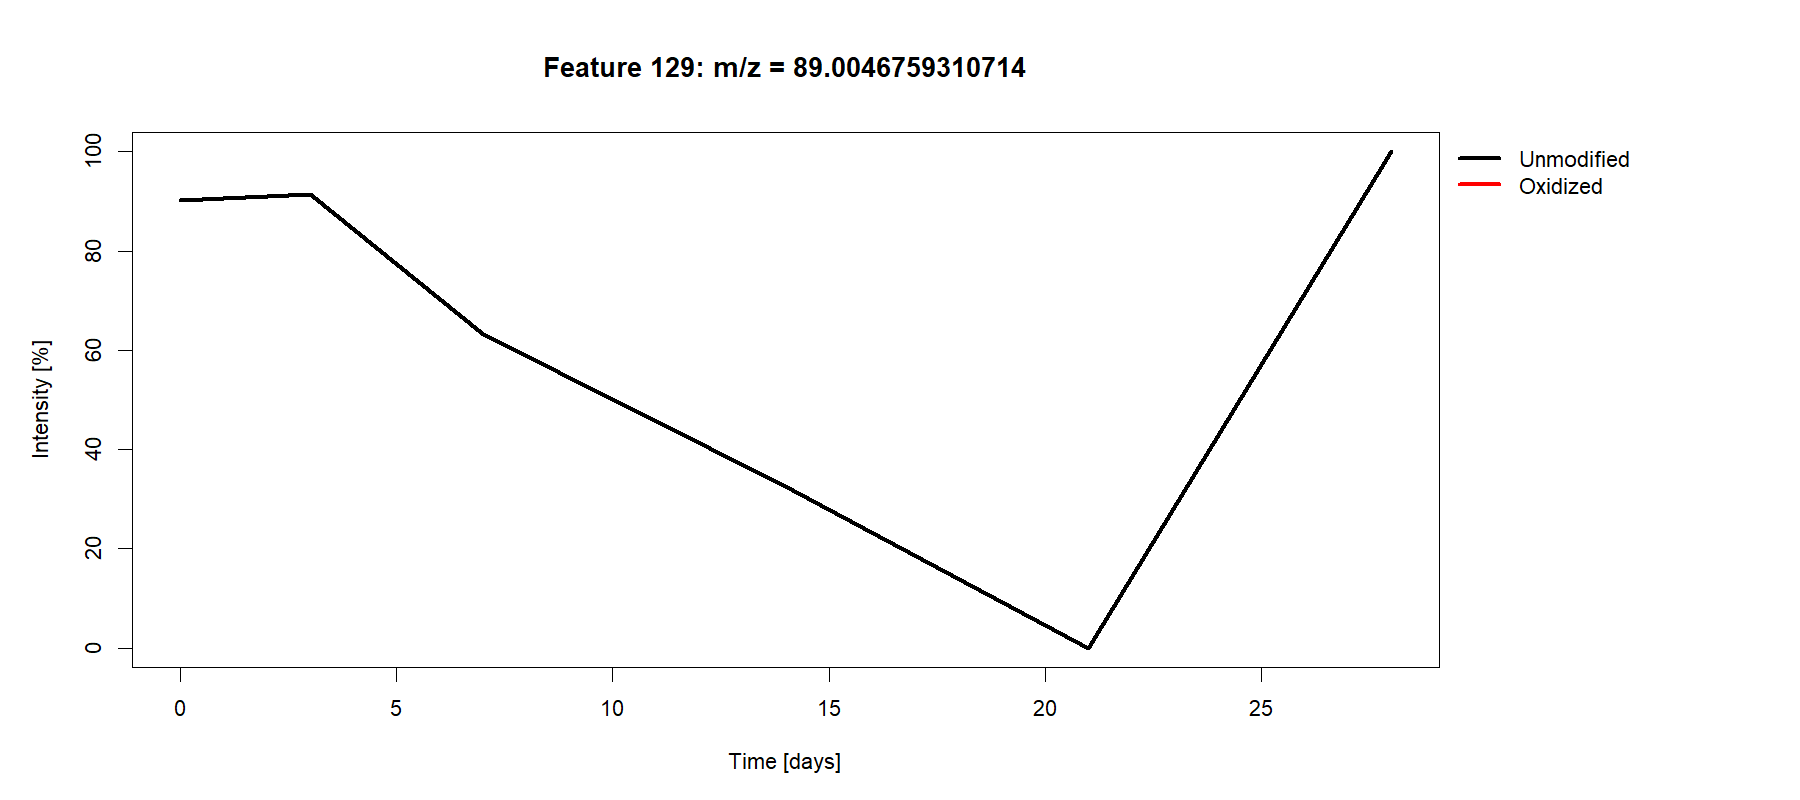 Feature 129: m/z = 89.0046759310714
Unmodified
Oxidized
Intensity [%]
100
80
60
40
20
0
0 5 10 15 20 25
Time [days]